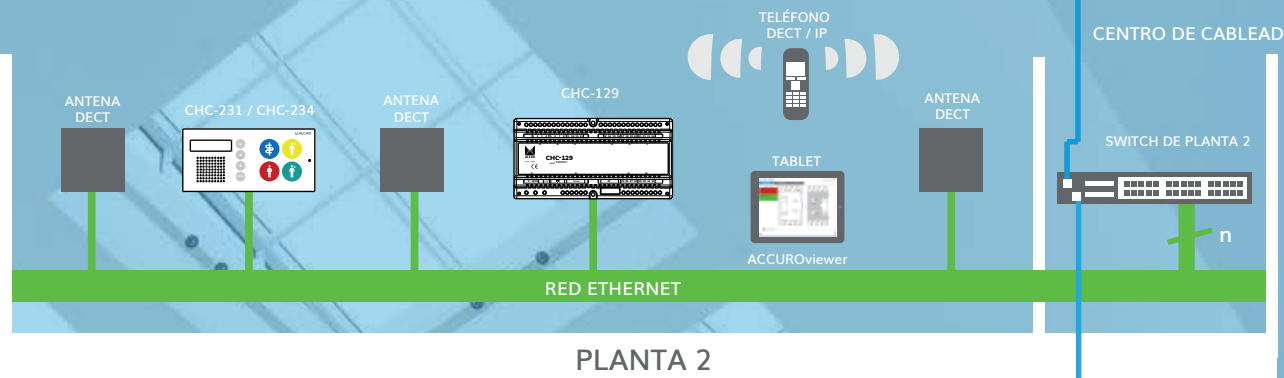 TELÉFONO
DECT / IP
CENTRO DE CABLEAD
ANTENA
DECT
CHC-231 / CHC-234
ANTENA
DECT
CHC-129
ANTENA
DECT
SWITCH DE PLANTA 2
TABLET
CHC-129
CE
ACCUROviewer
n
RED ETHERNET
PLANTA 2